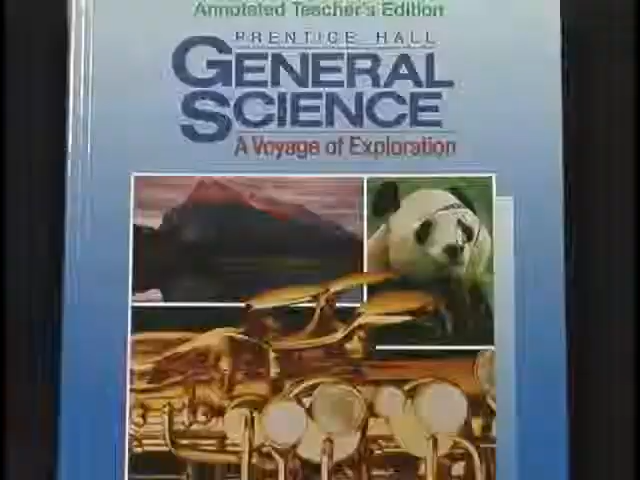 Annotated Teacher's Edition
PRENTICE HALL
GENERAL
SCIENCE
A Voyage of Exploration